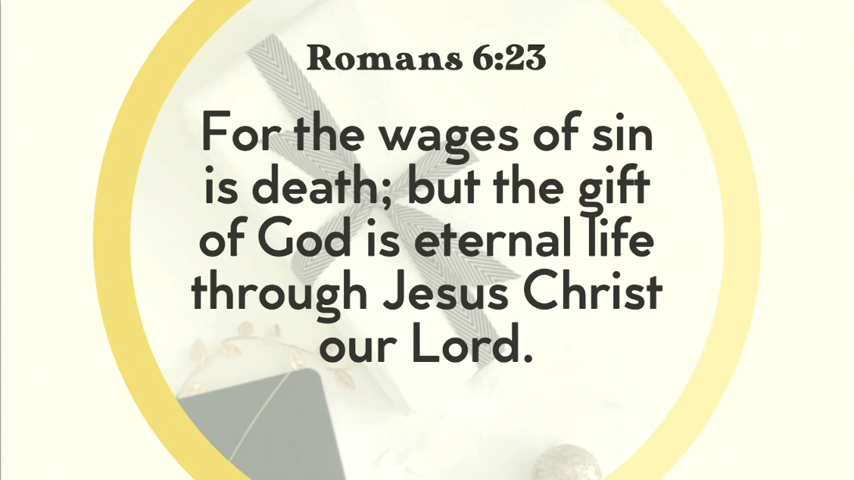 Romans 6:23
For the wages of sin
is death; but the gift
of God is eternal life
through Jesus Christ
our Lord.